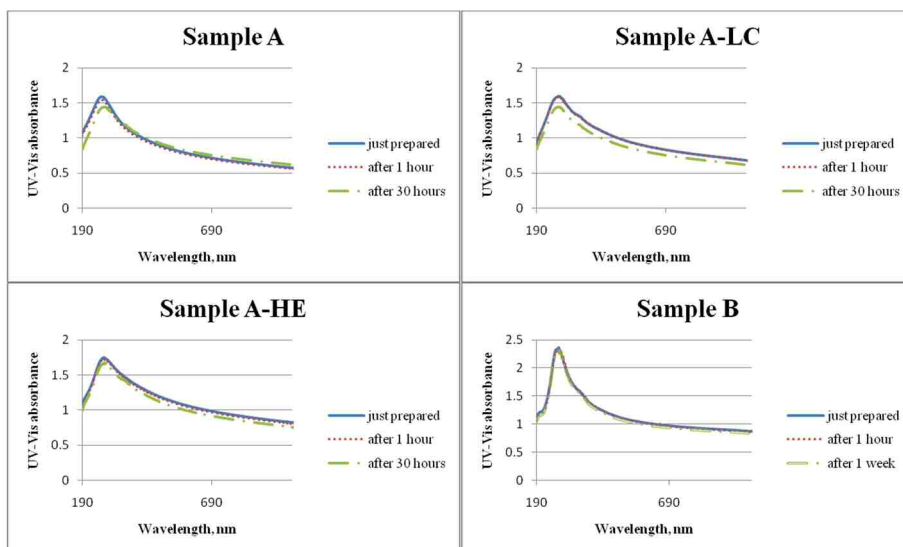 Sample A
UV-Vis absorbance
2
1.5
1
0.5
0
190
690
Wavelength, nm
just prepared
after 1 hour
after 30 hours
Sample A-LC
UV-Vis absorbance
2
1.5
1
0.5
0
190
690
Wavelength, nm
just prepared
after 1 hour
after 30 hours
Sample A-HE
UV-Vis absorbance
2
1.5
1
0.5
0
190
690
Wavelength, nm
just prepared
after 1 hour
after 30 hours
Sample B
UV-Vis absorbance
2.5
2
1.5
1
0.5
0
190
690
Wavelength, nm
just prepared
after 1 hour
after 1 week